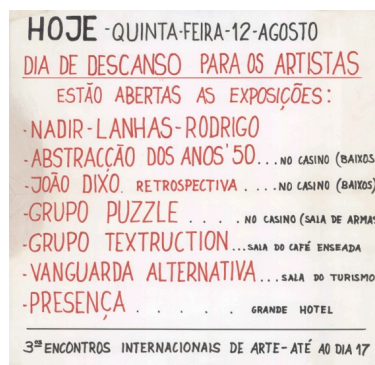 HOJE - QUINTA-FEIRA-12-AGOSTO
DIA DE DESCANSO PARA OS ARTISTAS
ESTÃO ABERTAS AS EXPOSIÇÕES:
-NADIR-LANHAS-RODRIGO
-ABSTRACÇÃO DOS ANOS'50...NO CASINO (BAIXOS
-JOÃO DIXO. RETROSPECTIVA ....NO CASINO (BAIXOS)
-GRUPO PUZZLE . . . . NO CASINO (SALA DE ARMAS
-GRUPO TEXTRUCTION...SALA DO CAFÉ ENSEADA
-VANGUARDA ALTERNATIVA...SALA DO TURISMO
-PRESENÇA . . . . . GRANDE HOTEL
3ºs ENCONTROS INTERNACIONAIS DE ARTE-ATÉ AO DIA 17